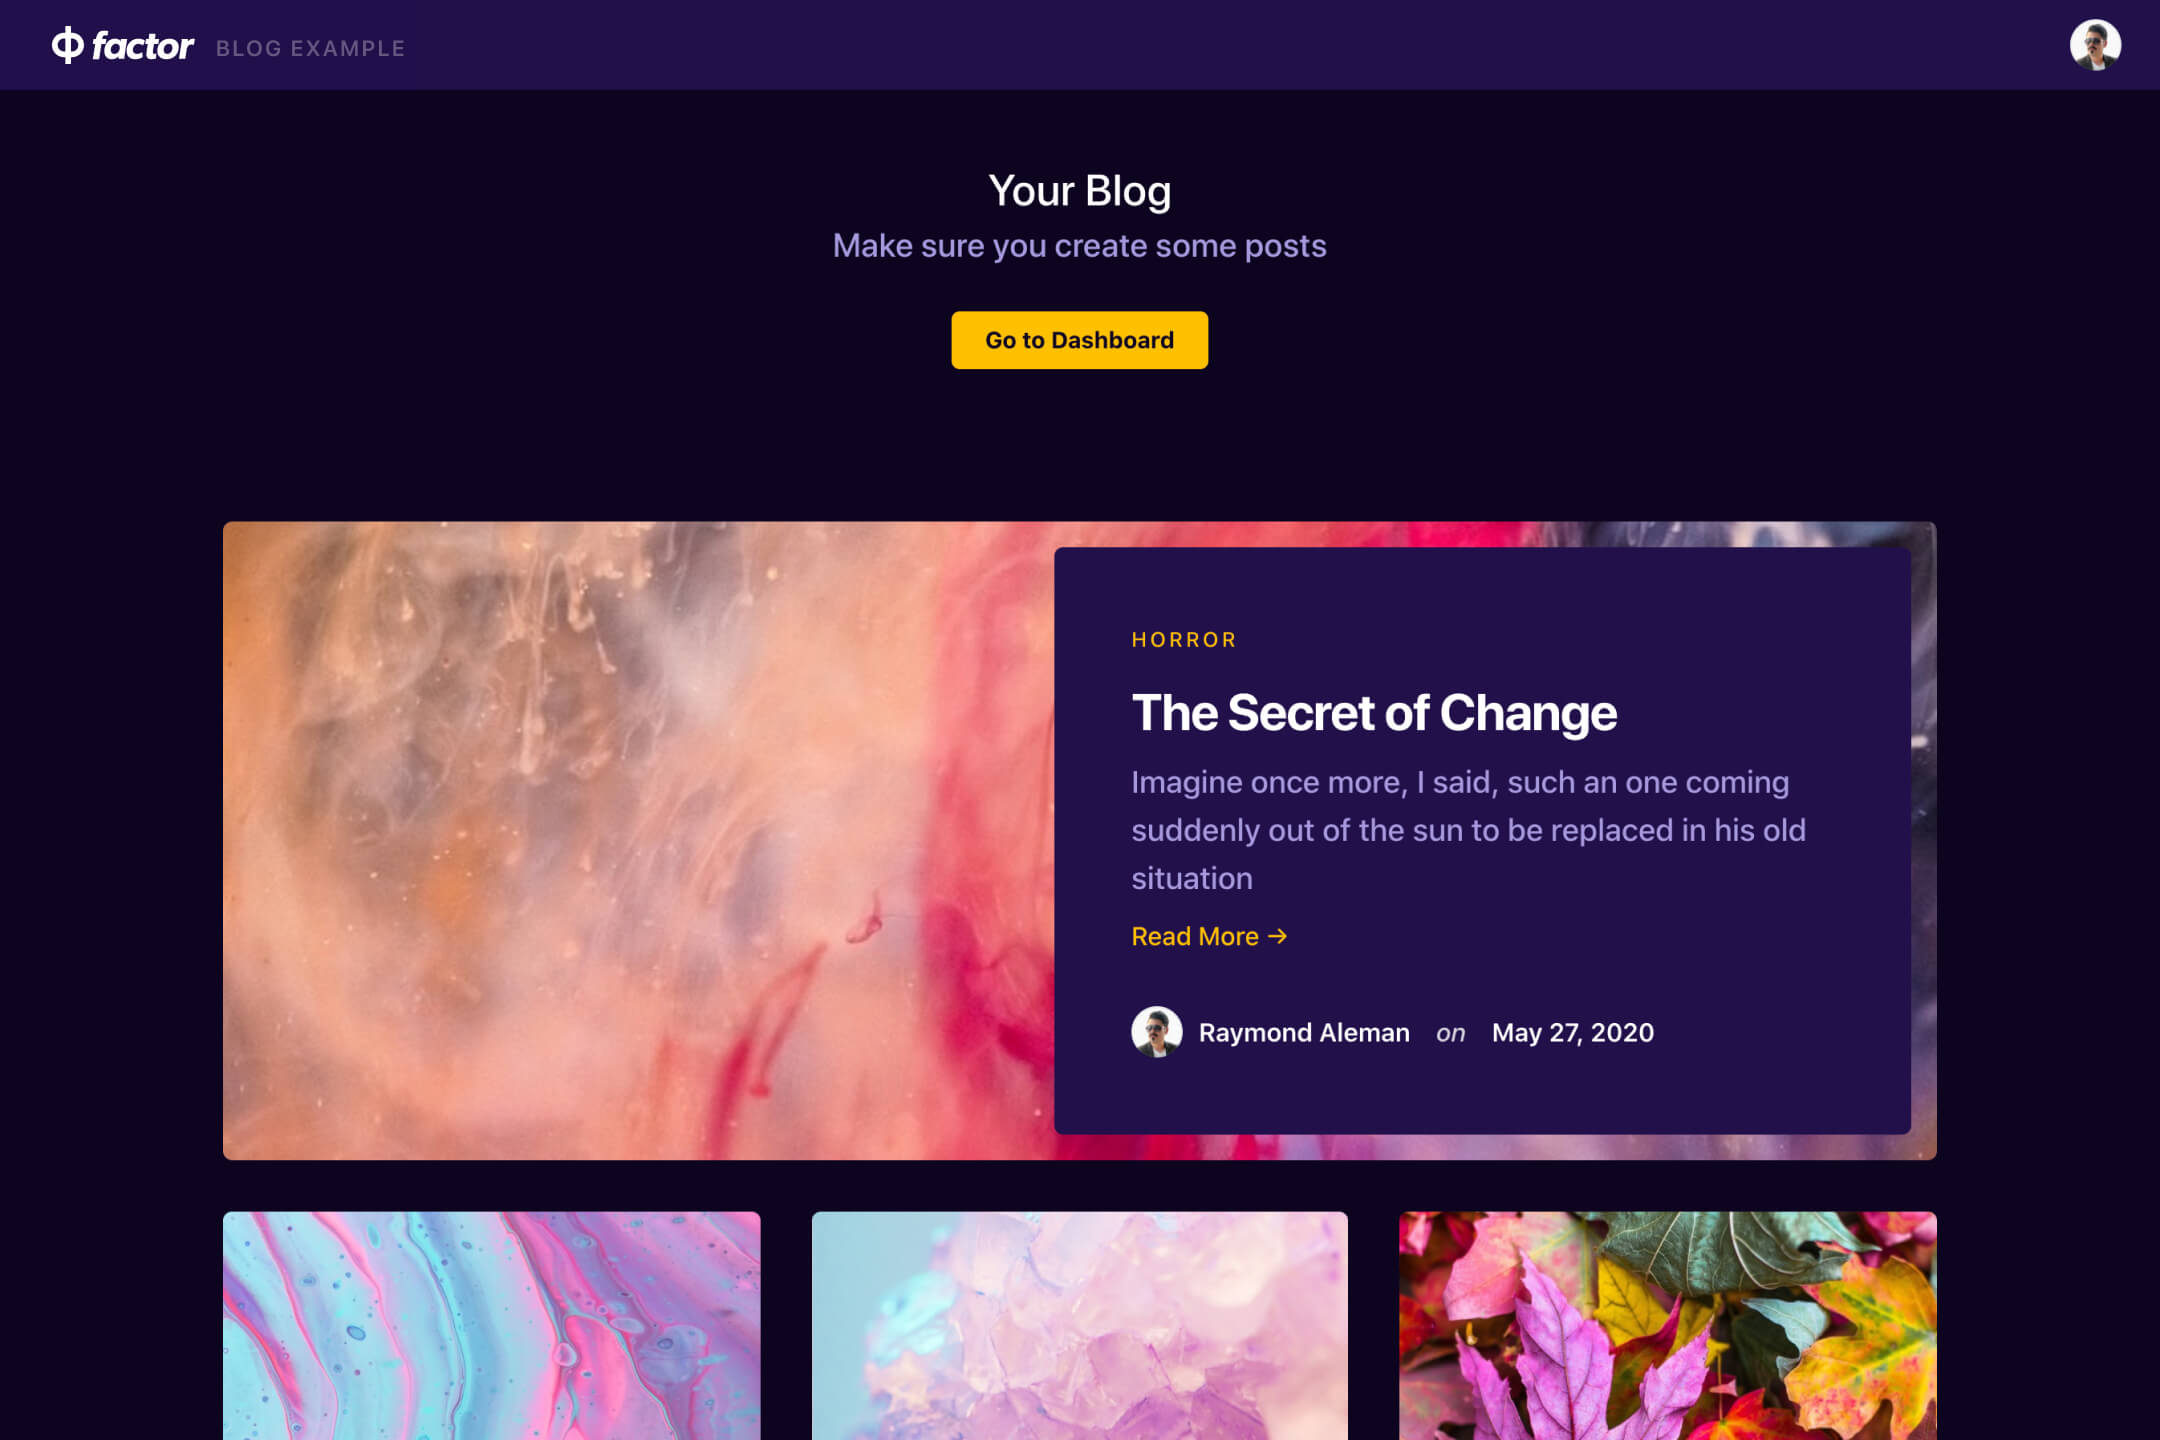 factor BLOG EXAMPLE
Your Blog
Make sure you create some posts
Go to Dashboard
HORROR
The Secret of Change
Imagine once more, I said, such an one coming
suddenly out of the sun to be replaced in his old
situation
Read More →
Raymond Aleman on May 27, 2020